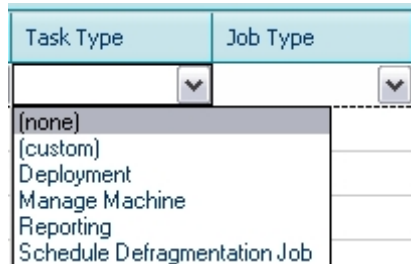 Task Type Job Type
(none)
(custom)
Deployment
Manage Machine
Reporting
Schedule Defragmentation Job